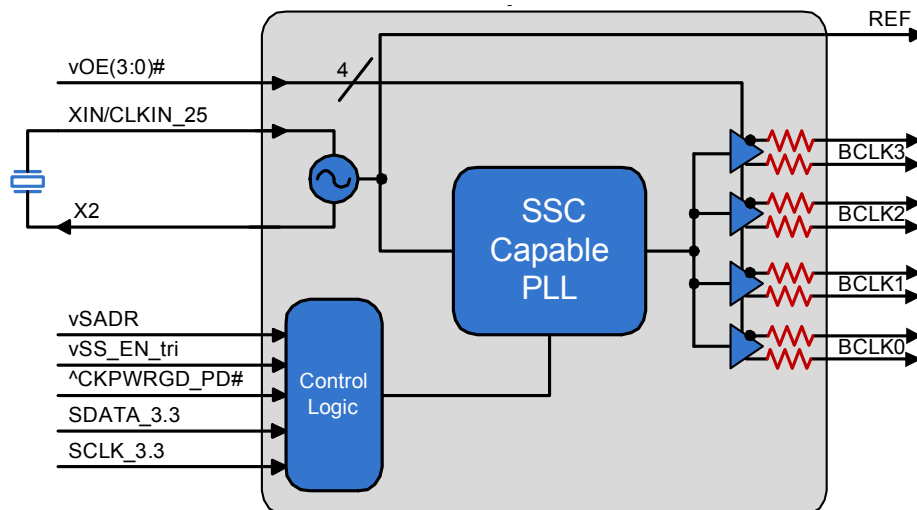 REF
vOE(3:0)#
4
XIN/CLKIN_25
X2
SSC
Capable
PLL
BCLK3
BCLK2
BCLK1
BCLK0
vSADR
vSS_EN_tri
^CKPWRGD_PD#
SDATA_3.3
SCLK_3.3
Control
Logic